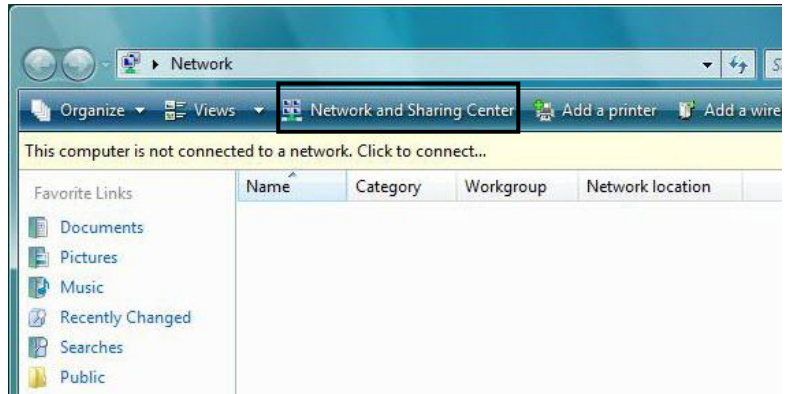 Network
S
Organize Views Network and Sharing Center Add a printer Add a wire
This computer is not connected to a network. Click to connect...
Favorite Links
Name Category Workgroup Network location
Documents
Pictures
Music
Recently Changed
Searches
Public